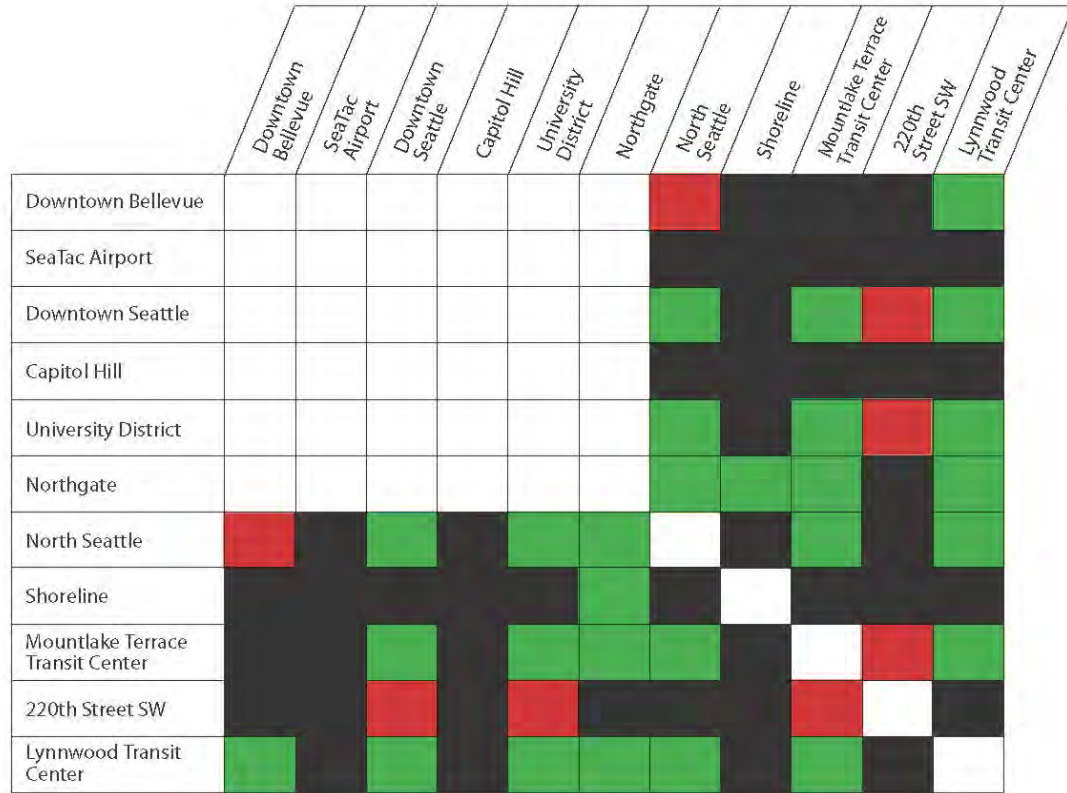 Downtown
Bellevue
SeaTac
Airport
Downtown
Seattle
Capitol Hill
University
District
Northgate
North
Seattle
Shoreline
Mountlake Terrace
Transit Center
220th
Street SW
Lynnwood
Transit Center
Downtown Bellevue
SeaTac Airport
Downtown Seattle
Capitol Hill
University District
Northgate
North Seattle
Shoreline
Mountlake Terrace
Transit Center
220th Street SW
Lynnwood Transit
Center